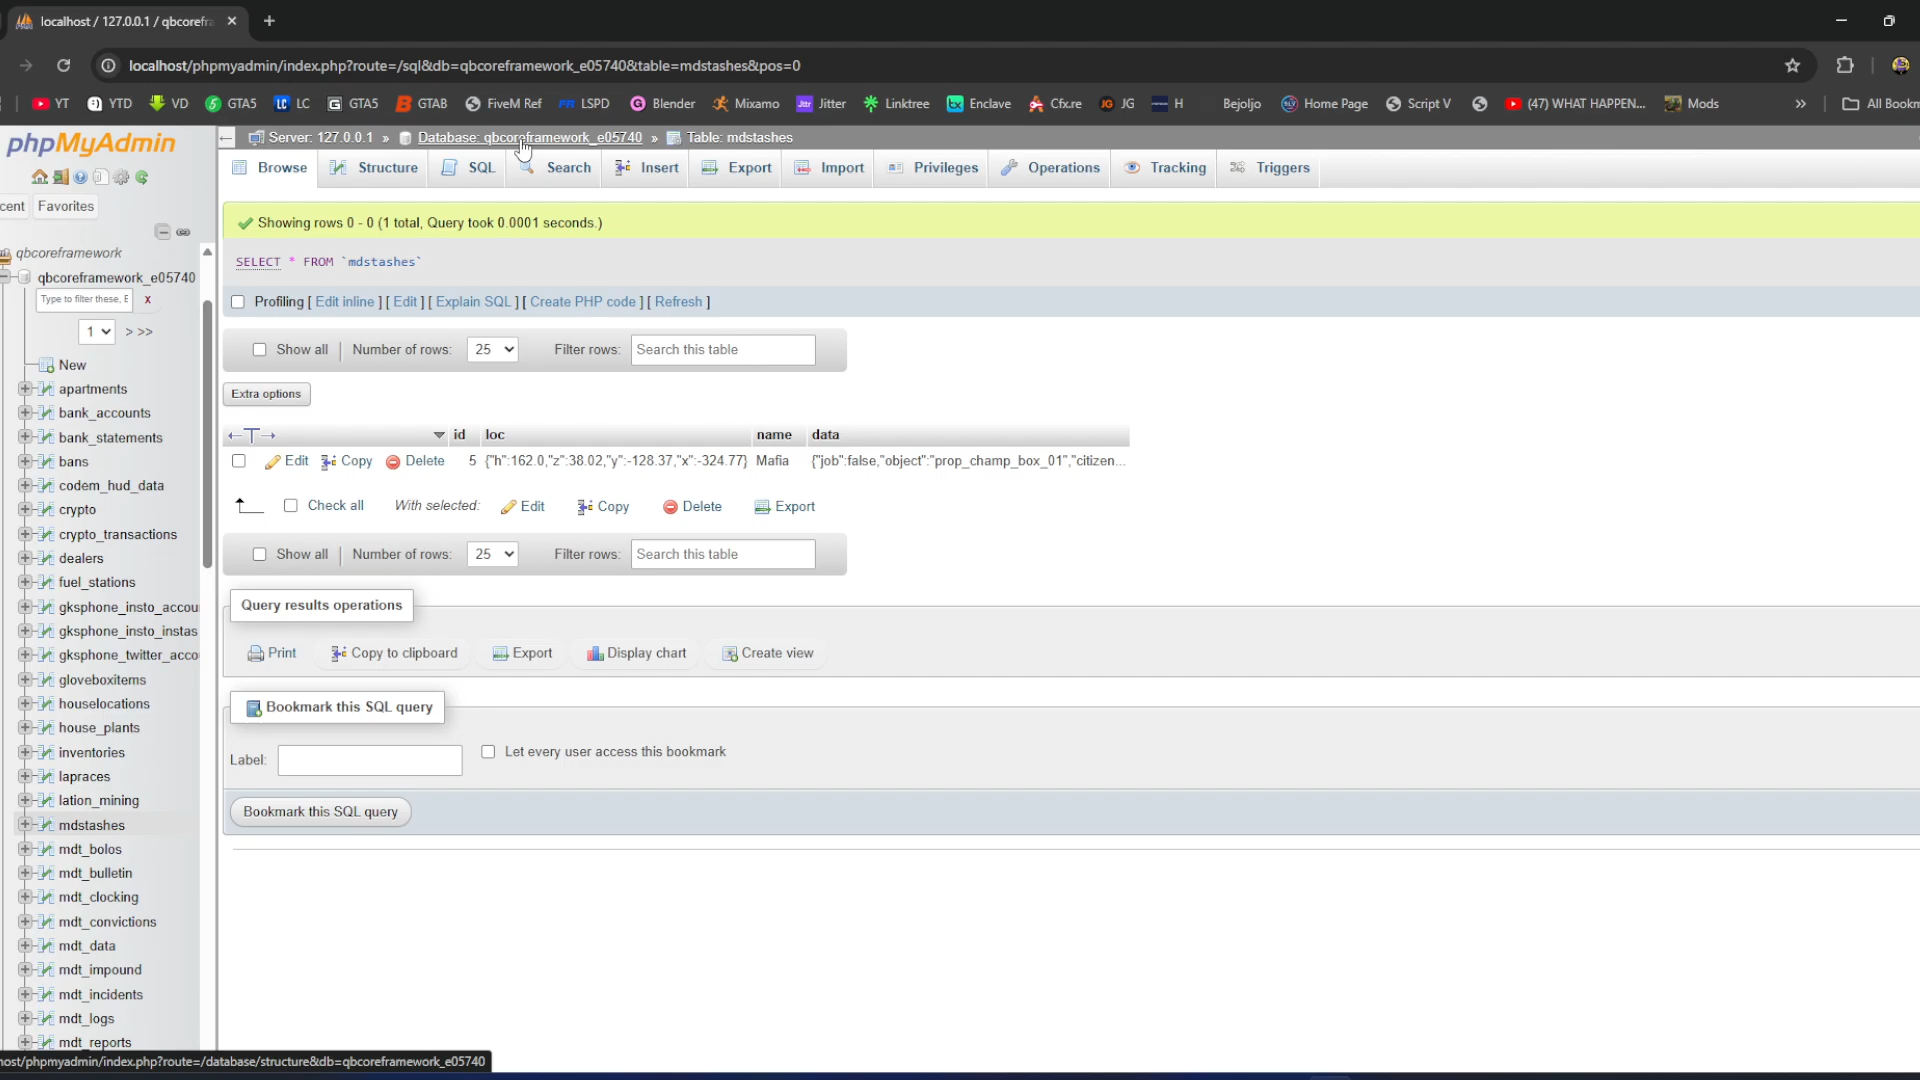 localhost / 127.0.0.1 / qbcorefra
localhost/phpmyadmin/index.php?route=/sql&db=qbcoreframework_e05740&table=mdstashes&pos=0
YT YTD VD GTA5 LC GTA5 GTAB FiveM Ref LSPD Blender Mixamo Jitter Linktree Enclave Cfx.re JG H Bejoljo Home Page Script V (47) WHAT HAPPEN... Mods » All Bookm
phpMyAdmin
Server: 127.0.0.1 » Database: qbcoreframework_e05740 » Table: mdstashes
Browse Structure SQL Search Insert Export Import Privileges Operations Tracking Triggers
cent Favorites
qbcoreframework
qbcoreframework_e05740
Type to filter these, E x
1 > >>
New
apartments
bank_accounts
bank_statements
bans
codem_hud_data
crypto
crypto_transactions
dealers
fuel_stations
gksphone_insto_accou
gksphone_insto_instas
gksphone_twitter_acco
gloveboxitems
houselocations
house_plants
inventories
lapraces
lation_mining
mdstashes
mdt_bolos
mdt_bulletin
mdt_clocking
mdt_convictions
mdt_data
mdt_impound
mdt_incidents
mdt_logs
mdt_reports
Showing rows 0 - 0 (1 total, Query took 0.0001 seconds.)
SELECT * FROM `mdstashes`
Profiling [ Edit inline ] [ Edit ] [ Explain SQL ] [ Create PHP code ] [ Refresh ]
Show all Number of rows: 25 Filter rows: Search this table
Extra options
←T→ id loc name data
Edit Copy Delete 5 {"h":162.0,"z":38.02,"y":-128.37,"x":-324.77} Mafia {"job":false,"object":"prop_champ_box_01","citizen...
Check all With selected: Edit Copy Delete Export
Show all Number of rows: 25 Filter rows: Search this table
Query results operations
Print Copy to clipboard Export Display chart Create view
Bookmark this SQL query
Label: Let every user access this bookmark
Bookmark this SQL query
host/phpmyadmin/index.php?route=/database/structure&db=qbcoreframework_e05740